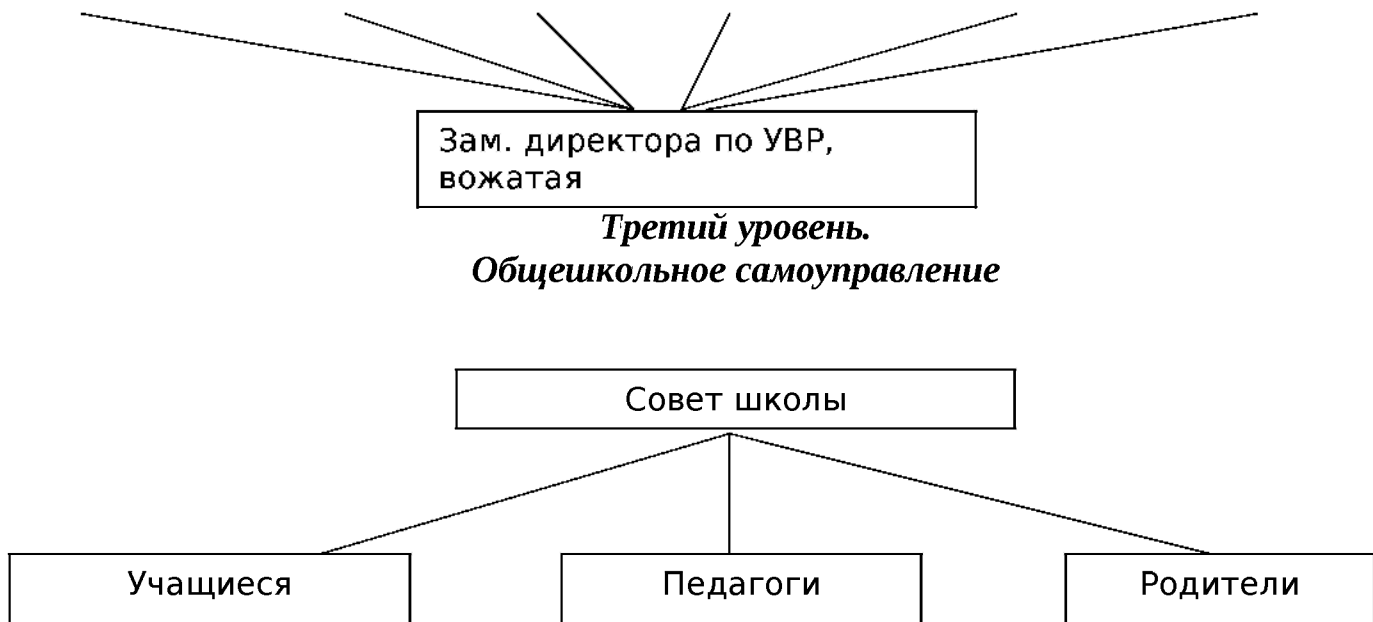 Зам. директора по УВР,
вожатая
Третий уровень.
Общешкольное самоуправление
Совет школы
Учащиеся
Педагоги
Родители